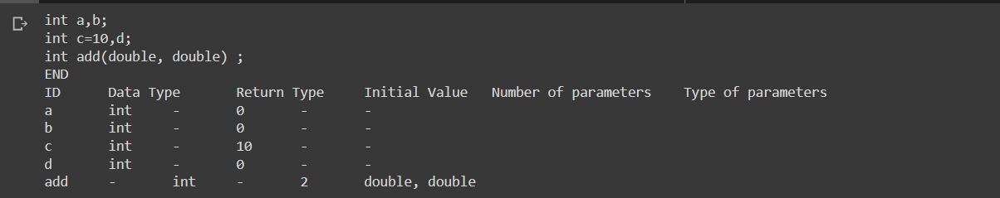 int a,b;
int c=10,d;
int add(double, double) ;
END
ID Data Type Return Type Initial Value Number of parameters Type of parameters
a int - 0 - -
b int - 0 - -
c int - 10 - -
d int - 0 - -
add - int - 2 double, double